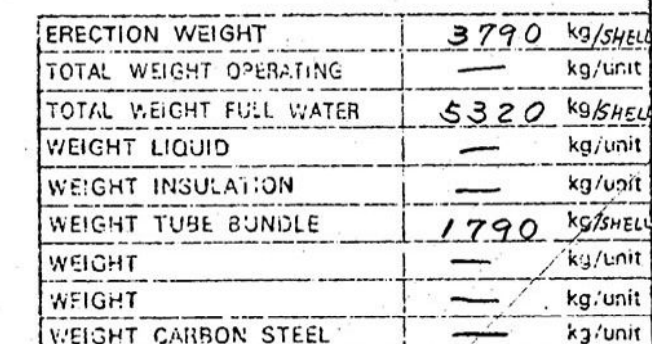 ERECTION WEIGHT 3790 kg/SHELL
TOTAL WEIGHT OPERATING — kg/unit
TOTAL WEIGHT FULL WATER 5320 kg/SHELL
WEIGHT LIQUID — kg/unit
WEIGHT INSULATION — kg/unit
WEIGHT TUBE BUNDLE 1790 kg/SHELL
WEIGHT — kg/unit
WEIGHT — kg/unit
WEIGHT CARBON STEEL — kg/unit